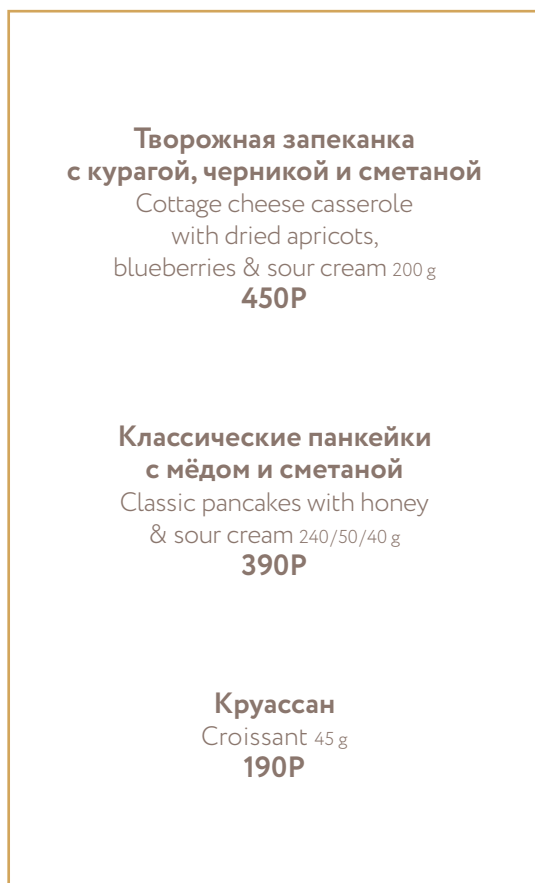 Творожная запеканка
с курагой, черникой и сметаной
Cottage cheese casserole
with dried apricots,
blueberries & sour cream 200 g
450Р
Классические панкейки
с мёдом и сметаной
Classic pancakes with honey
& sour cream 240/50/40 g
390Р
Круассан
Croissant 45 g
190Р